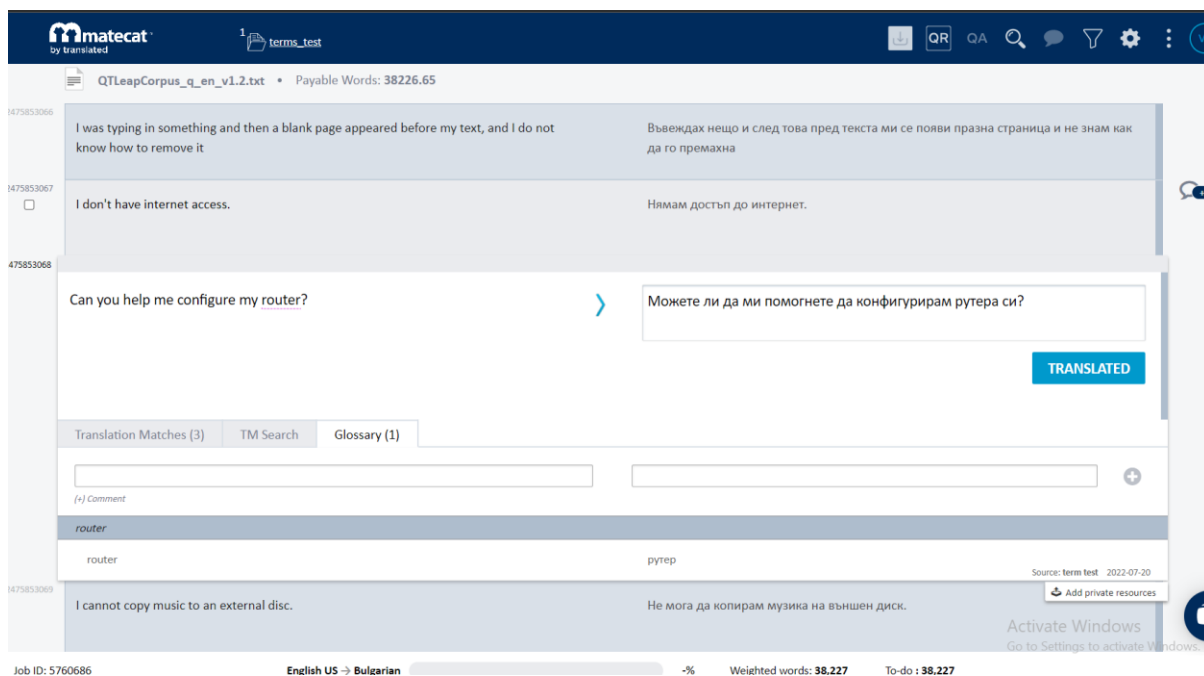 matecat
by translated
1
terms_test
QR
QA
QTLeapCorpus_q_en_v1.2.txt • Payable Words: 38226.65
2475853066
I was typing in something and then a blank page appeared before my text, and I do not
know how to remove it
Въвеждах нещо и след това пред текста ми се появи празна страница и не знам как
да го премахна
2475853067
I don't have internet access.
Нямам достъп до интернет.
475853068
Can you help me configure my router?
Можете ли да ми помогнете да конфигурирам рутера си?
TRANSLATED
Translation Matches (3)
TM Search
Glossary (1)
(+) Comment
router
router
рутер
Source: term test 2022-07-20
Add private resources
2475853069
I cannot copy music to an external disc.
Не мога да копирам музика на външен диск.
Activate Windows
Go to Settings to activate Windows.
Job ID: 5760686
English US → Bulgarian
-%
Weighted words: 38,227
To-do : 38,227